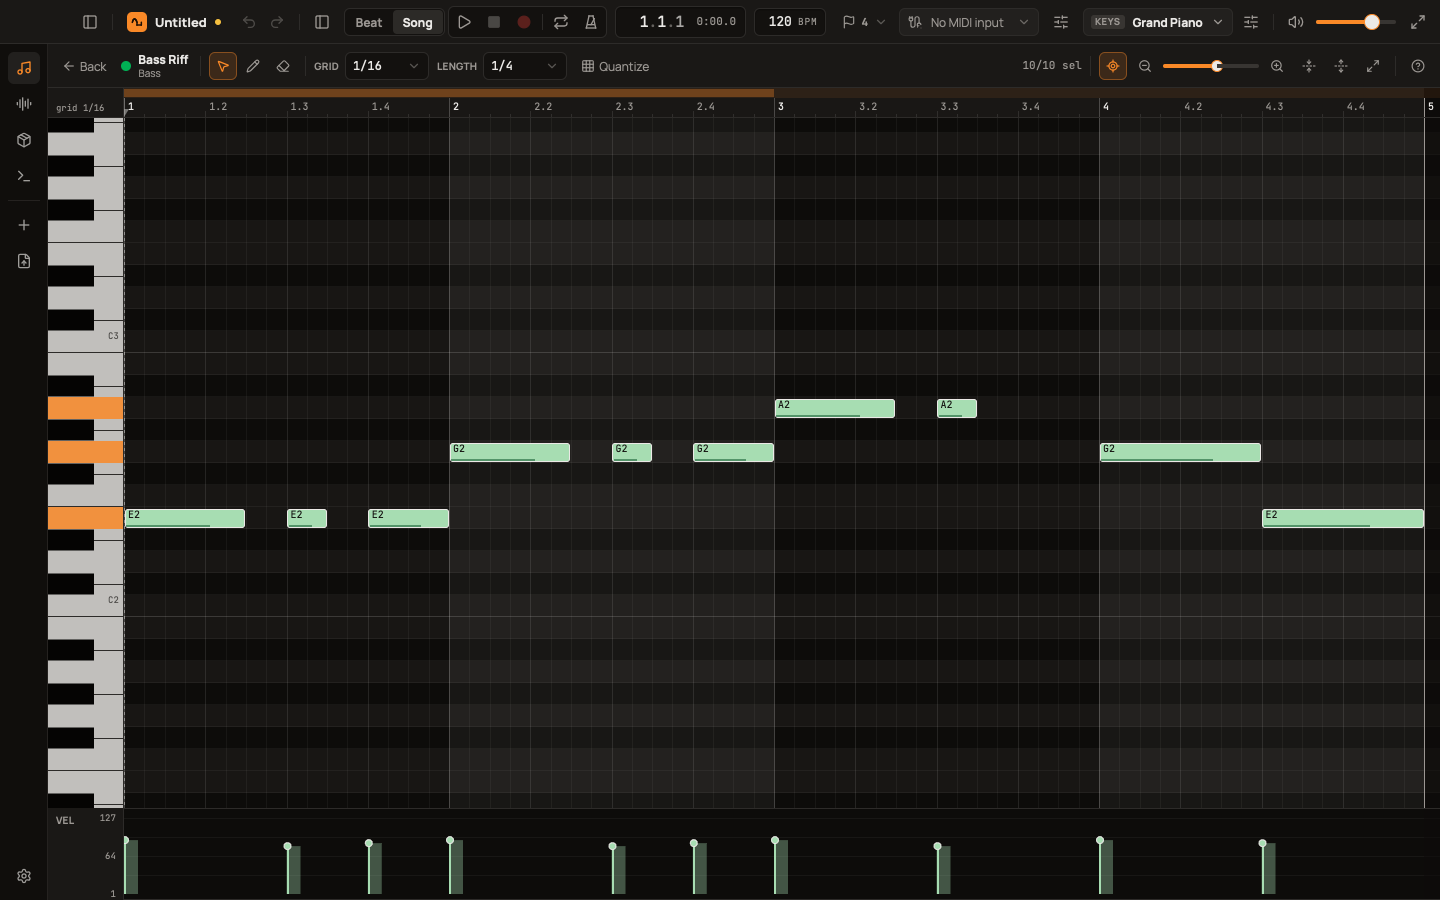 Untitled
Beat Song
1.1.1 0:00.0
120 BPM
4
No MIDI input
KEYS Grand Piano
Back
Bass Riff
Bass
GRID 1/16
LENGTH 1/4
Quantize
10/10 sel
grid 1/16
1 1.2 1.3 1.4 2 2.2 2.3 2.4 3 3.2 3.3 3.4 4 4.2 4.3 4.4 5
C3
A2 A2
G2 G2 G2 G2
E2 E2 E2 E2
C2
VEL 127
64
1